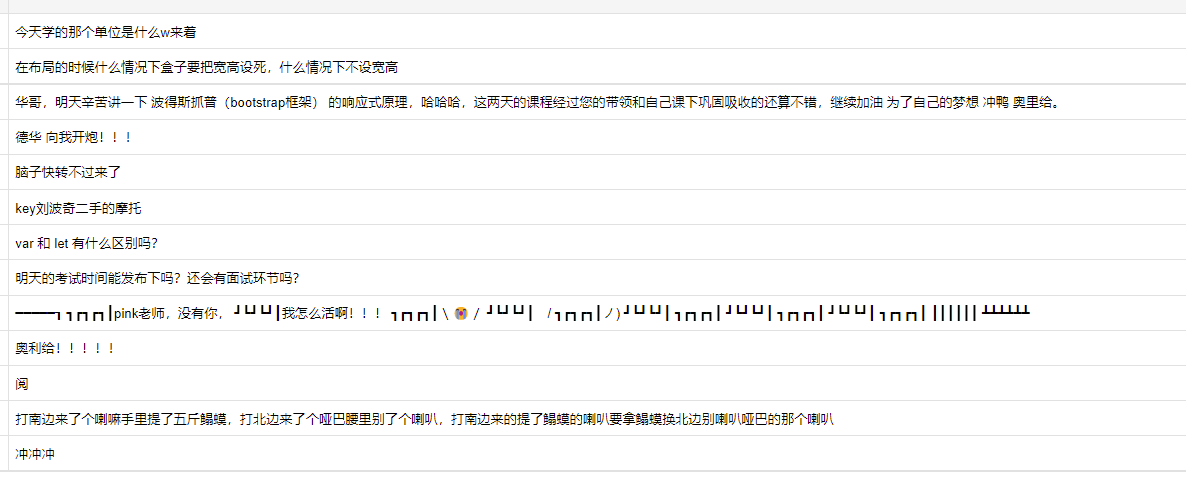 今天学的那个单位是什么w来着
在布局的时候什么情况下盒子要把宽高设死，什么情况下不设宽高
华哥，明天辛苦讲一下 波得斯抓普（bootstrap框架） 的响应式原理，哈哈哈，这两天的课程经过您的带领和自己课下巩固吸收的还算不错，继续加油 为了自己的梦想 冲鸭 奥里给。
德华 向我开炮！！！
脑子快转不过来了
key刘波奇二手的摩托
var 和 let 有什么区别吗？
明天的考试时间能发布下吗？还会有面试环节吗？
━━━━━┒┒┏┓┏┓┃pink老师，没有你，┛┗┛┗┛┃我怎么活啊！！！┓┏┓┏┓┃\ 😭 / ┛┗┛┗┛┃ /┓┏┓┏┓┃ノ)┛┗┛┗┛┃┓┏┓┏┓┃┛┗┛┗┛┃┓┏┓┏┓┃┛┗┛┗┛┃┓┏┓┏┓┃┃┃┃┃┃┻┻┻┻┻┻
奥利给！！！！！
阅
打南边来了个喇嘛手里提了五斤鳎蟆，打北边来了个哑巴腰里别了个喇叭，打南边来的提了鳎蟆的喇叭要拿鳎蟆换北边别喇叭哑巴的那个喇叭
冲冲冲